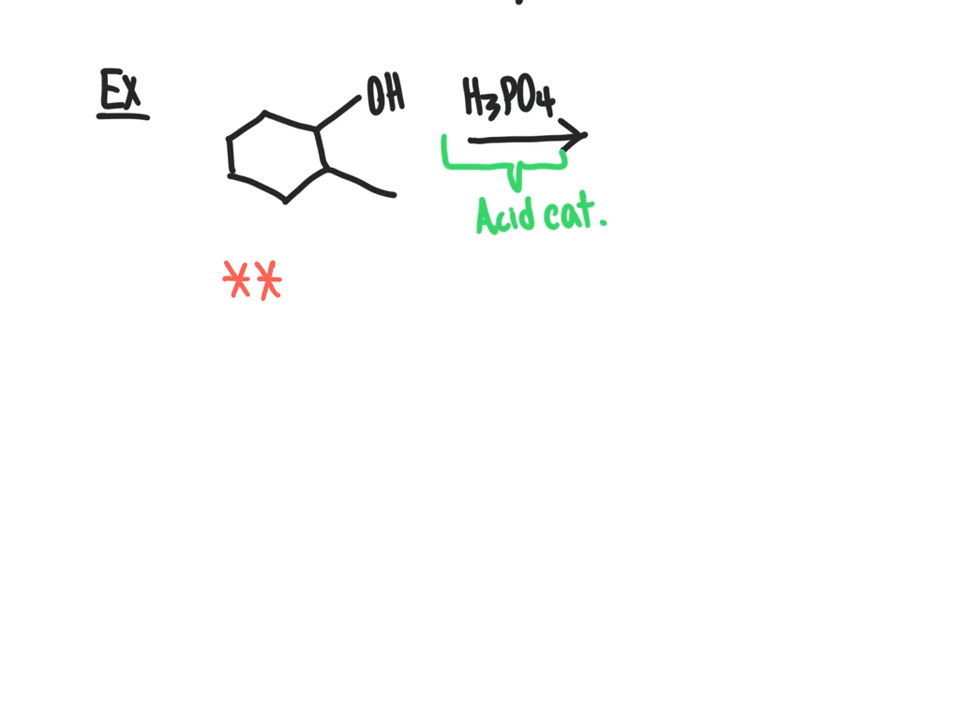 Ex
OH
H₃PO₄
Acid cat.
**